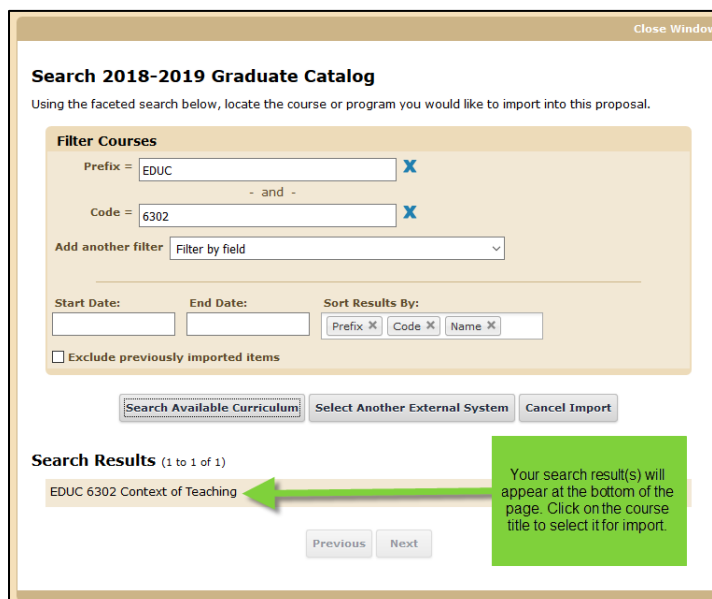 Close Window
Search 2018-2019 Graduate Catalog
Using the faceted search below, locate the course or program you would like to import into this proposal.
Filter Courses
Prefix = EDUC X
- and -
Code = 6302 X
Add another filter Filter by field
Start Date: End Date: Sort Results By:
Prefix ✕ Code ✕ Name ✕
Exclude previously imported items
Search Available Curriculum Select Another External System Cancel Import
Search Results (1 to 1 of 1)
EDUC 6302 Context of Teaching
Your search result(s) will
appear at the bottom of the
page. Click on the course
title to select it for import.
Previous Next